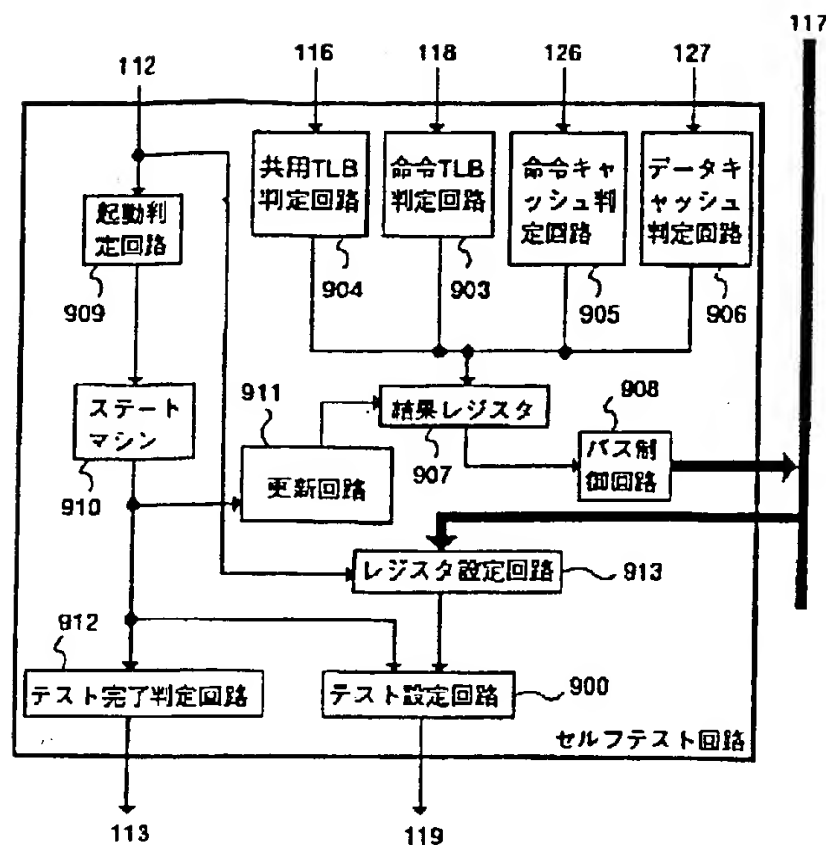 117
112
116
118
126
127
共用TLB
判定回路
命令TLB
判定回路
命令キャ
ッシュ判
定回路
データキ
ャッシュ
判定回路
起動判
定回路
909
904
903
905
906
ステート
マシン
910
911
更新回路
結果レジスタ
907
908
バス制
御回路
レジスタ設定回路
913
912
テスト完了判定回路
テスト設定回路
900
セルフテスト回路
113
119